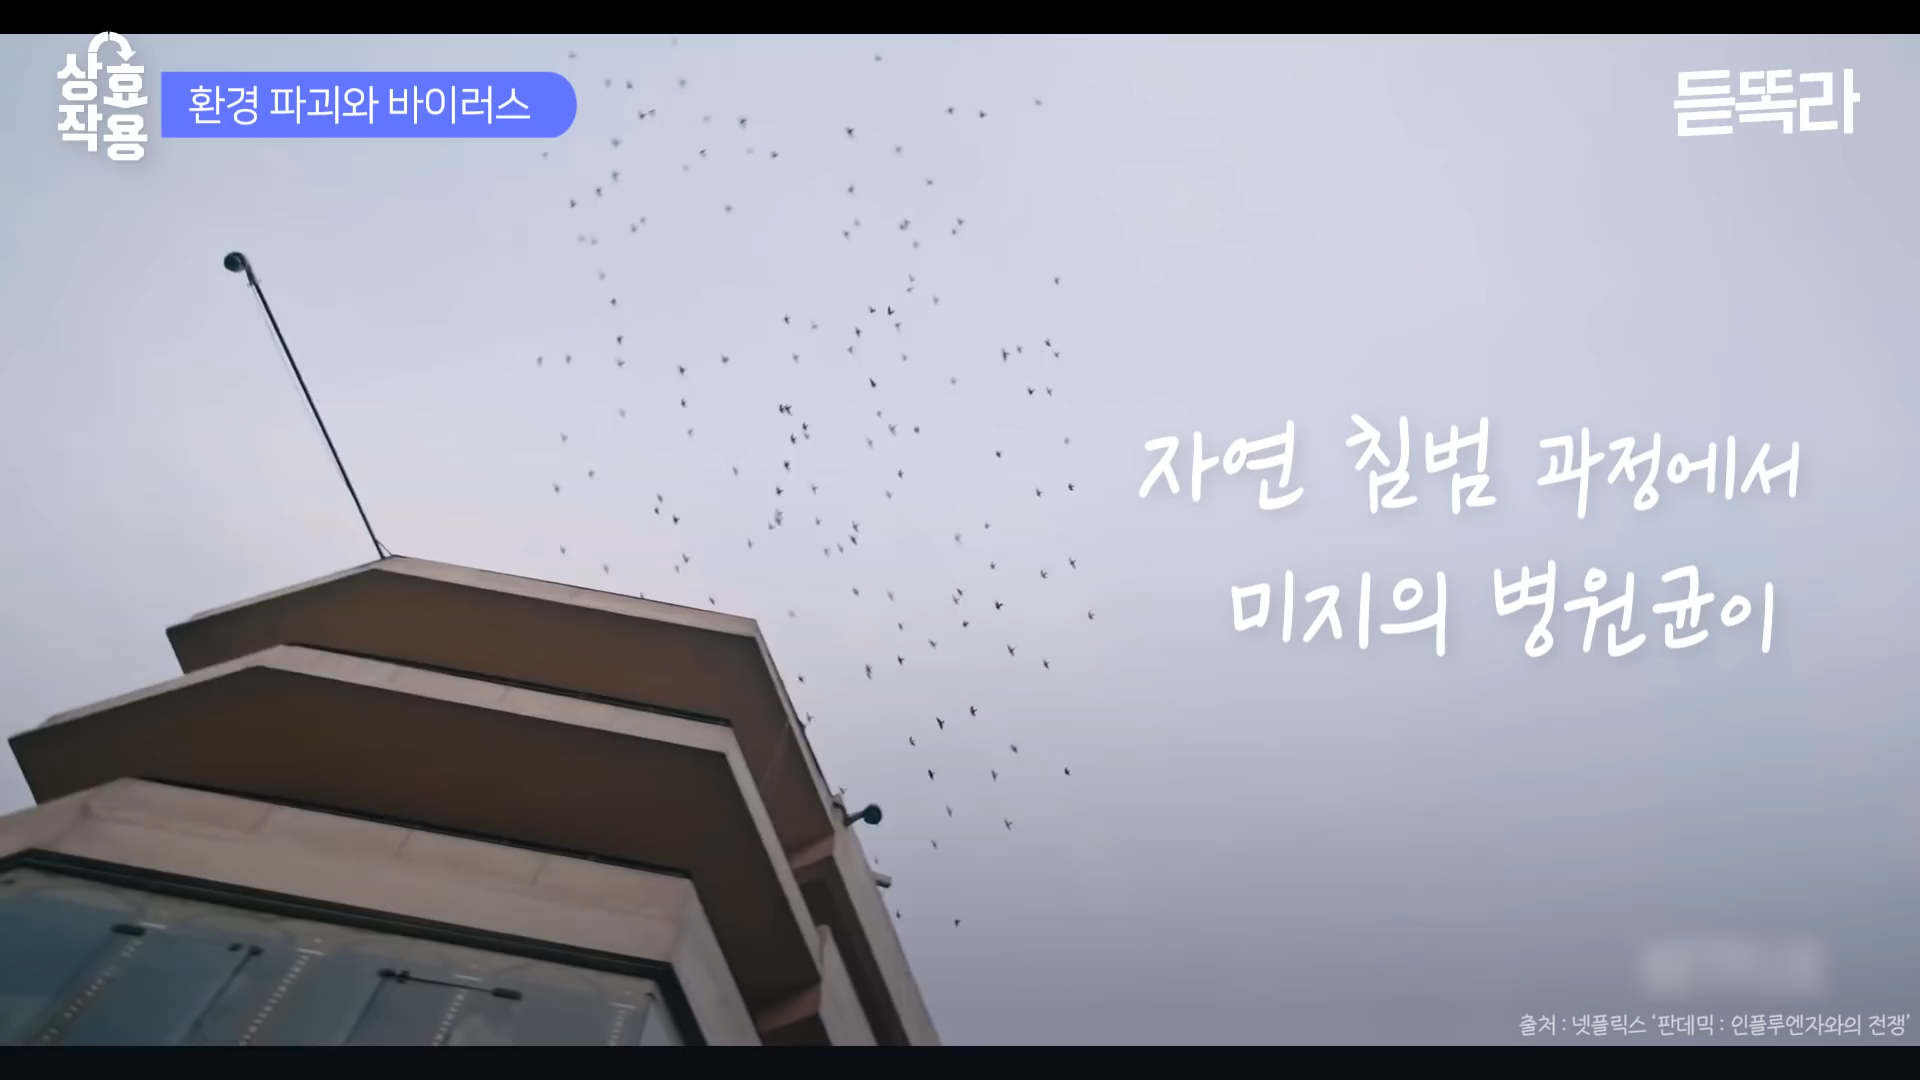 상효
작용
환경 파괴와 바이러스
듣똑라
자연 침범 과정에서
미지의 병원균이
출처 : 넷플릭스 '판데믹 : 인플루엔자와의 전쟁'